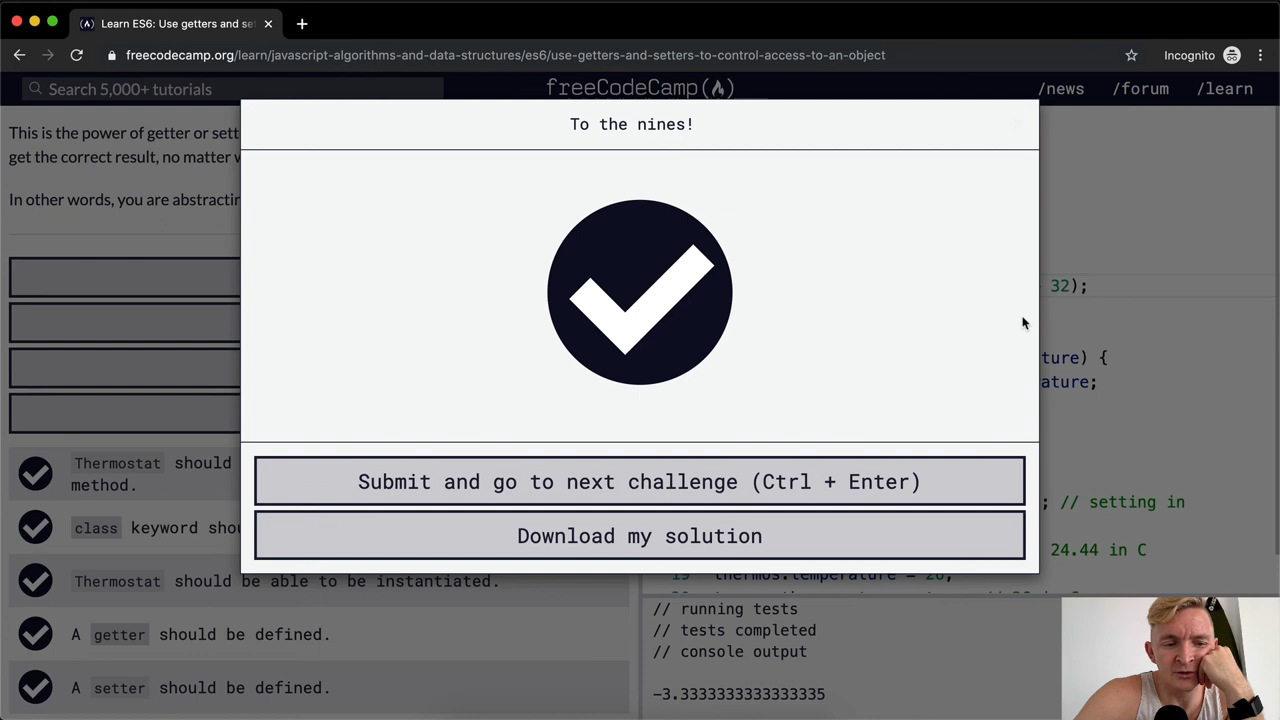 Learn ES6: Use getters and se
freecodecamp.org/learn/javascript-algorithms-and-data-structures/es6/use-getters-and-setters-to-control-access-to-an-object
Incognito
Search 5,000+ tutorials
freeCodeCamp
/news
/forum
/learn
This is the power of getter or sett
get the correct result, no matter w
In other words, you are abstractin
To the nines!
Submit and go to next challenge (Ctrl + Enter)
Download my solution
32);
ture) {
ature;
; // setting in
24.44 in C
19 thermos.temperature = 26;
Thermostat should
method.
class keyword shou
Thermostat should be able to be instantiated.
A getter should be defined.
A setter should be defined.
// running tests
// tests completed
// console output
-3.3333333333333335